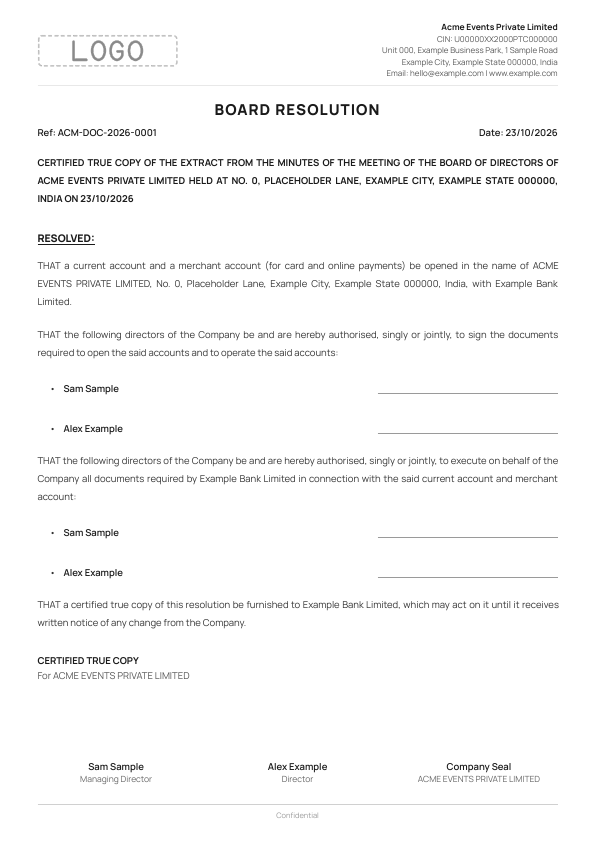 LOGO
Acme Events Private Limited
CIN: U00000XX2000PTC000000
Unit 000, Example Business Park, 1 Sample Road
Example City, Example State 000000, India
Email: hello@example.com | www.example.com
BOARD RESOLUTION
Ref: ACM-DOC-2026-0001
Date: 23/10/2026
CERTIFIED TRUE COPY OF THE EXTRACT FROM THE MINUTES OF THE MEETING OF THE BOARD OF DIRECTORS OF
ACME EVENTS PRIVATE LIMITED HELD AT NO. 0, PLACEHOLDER LANE, EXAMPLE CITY, EXAMPLE STATE 000000,
INDIA ON 23/10/2026
RESOLVED:
THAT a current account and a merchant account (for card and online payments) be opened in the name of ACME
EVENTS PRIVATE LIMITED, No. 0, Placeholder Lane, Example City, Example State 000000, India, with Example Bank
Limited.
THAT the following directors of the Company be and are hereby authorised, singly or jointly, to sign the documents
required to open the said accounts and to operate the said accounts:
• Sam Sample
• Alex Example
THAT the following directors of the Company be and are hereby authorised, singly or jointly, to execute on behalf of the
Company all documents required by Example Bank Limited in connection with the said current account and merchant
account:
• Sam Sample
• Alex Example
THAT a certified true copy of this resolution be furnished to Example Bank Limited, which may act on it until it receives
written notice of any change from the Company.
CERTIFIED TRUE COPY
For ACME EVENTS PRIVATE LIMITED
Sam Sample
Managing Director
Alex Example
Director
Company Seal
ACME EVENTS PRIVATE LIMITED
Confidential